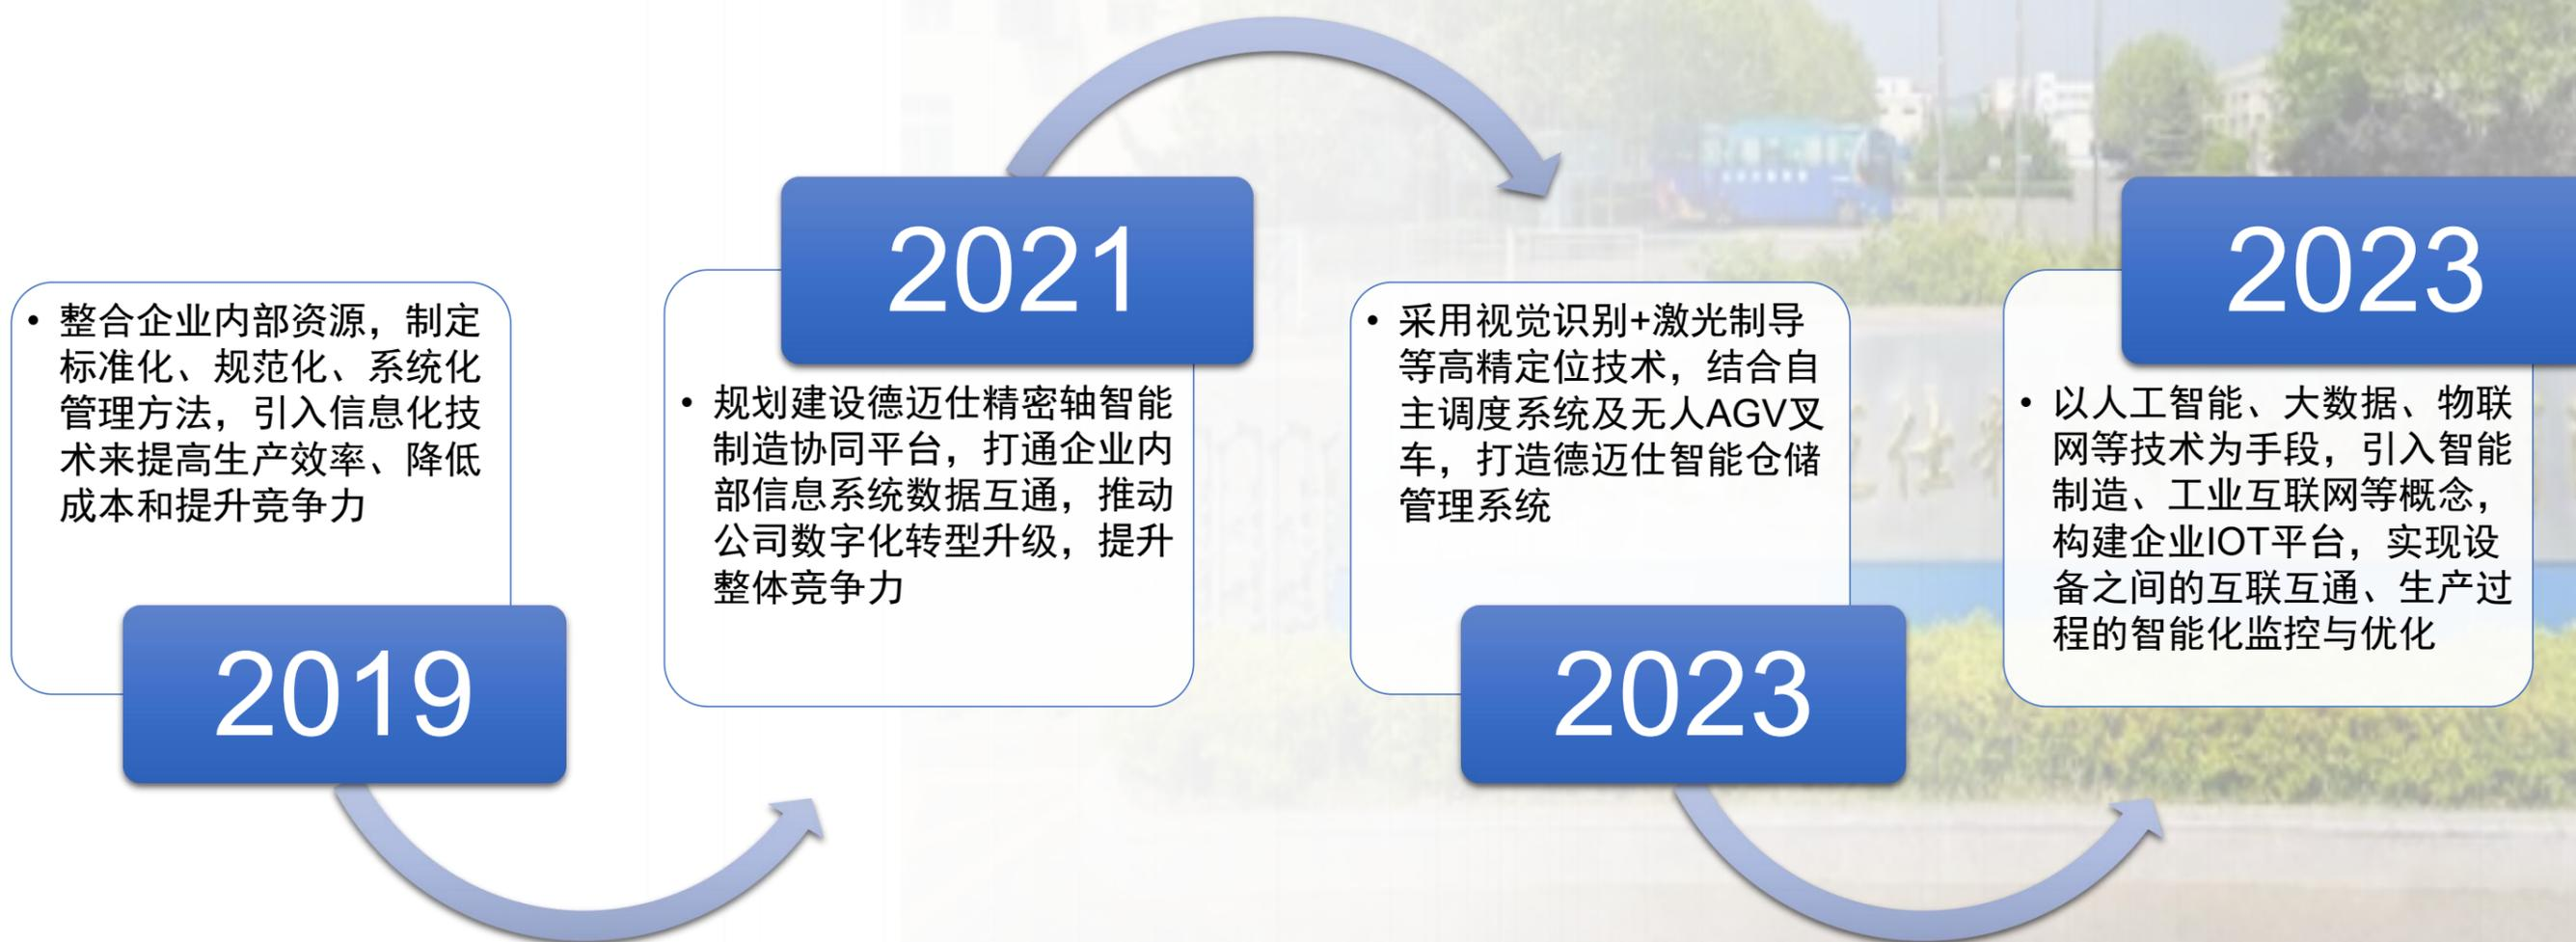 • 整合企业内部资源，制定
标准化、规范化、系统化
管理方法，引入信息化技
术来提高生产效率、降低
成本和提升竞争力
2019
2021
• 规划建设德迈仕精密轴智能
制造协同平台，打通企业内
部信息系统数据互通，推动
公司数字化转型升级，提升
整体竞争力
• 采用视觉识别+激光制导
等高精定位技术，结合自
主调度系统及无人AGV叉
车，打造德迈仕智能仓储
管理系统
2023
2023
• 以人工智能、大数据、物联
网等技术为手段，引入智能
制造、工业互联网等概念，
构建企业IOT平台，实现设
备之间的互联互通、生产过
程的智能化监控与优化